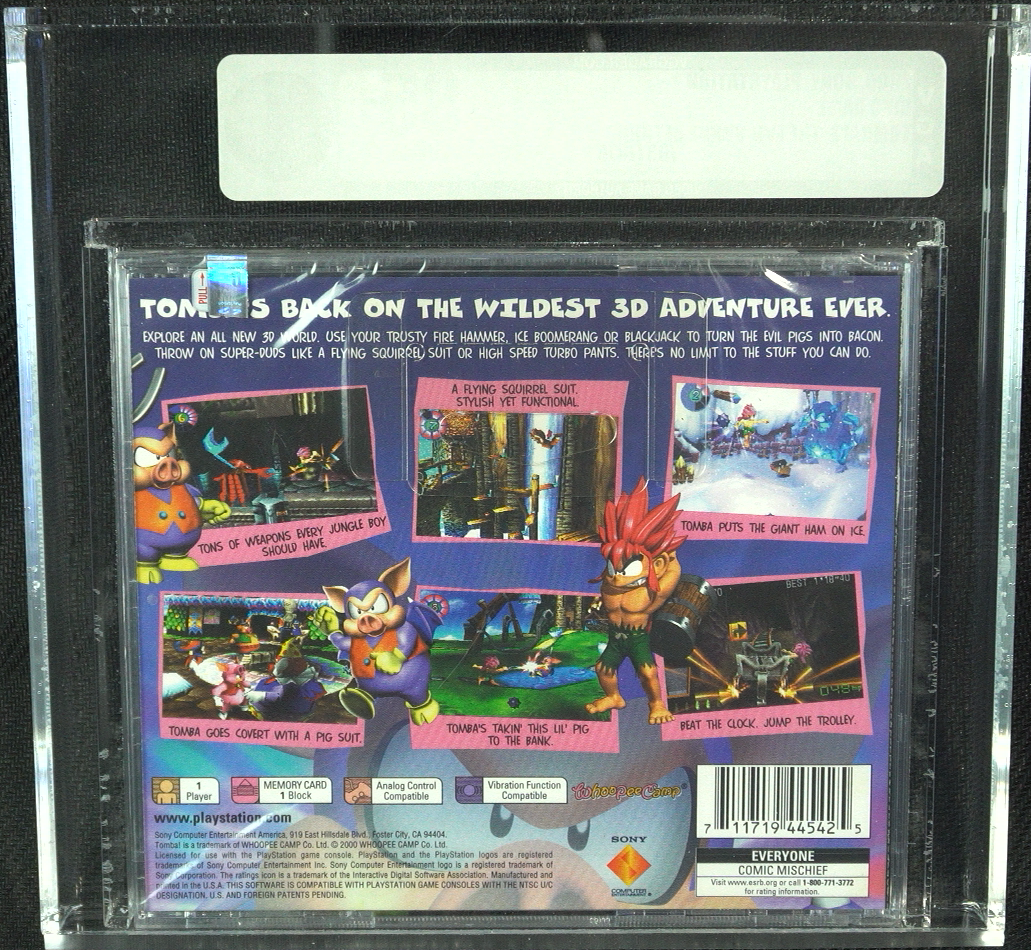 PULL→
TOM S BACK ON THE WILDEST 3D ADVENTURE EVER.
EXPLORE AN ALL NEW 3D WORLD. USE YOUR TRUSTY FIRE HAMMER, ICE BOOMERANG OR BLACKJACK TO TURN THE EVIL PIGS INTO BACON.
THROW ON SUPER-DUDS LIKE A FLYING SQUIRREL SUIT OR HIGH SPEED TURBO PANTS. THERE'S NO LIMIT TO THE STUFF YOU CAN DO.
A FLYING SQUIRREL SUIT.
STYLISH YET FUNCTIONAL.
TONS OF WEAPONS EVERY JUNGLE BOY
SHOULD HAVE.
TOMBA PUTS THE GIANT HAM ON ICE.
BEST 1'18"40
TOMBA GOES COVERT WITH A PIG SUIT.
TOMBA'S TAKIN' THIS LIL' PIG
TO THE BANK.
BEAT THE CLOCK. JUMP THE TROLLEY.
1
Player
MEMORY CARD
1 Block
Analog Control
Compatible
Vibration Function
Compatible
Whoopee Camp
www.playstation.com
Sony Computer Entertainment America, 919 East Hillsdale Blvd., Foster City, CA 94404.
Tomba! is a trademark of WHOOPEE CAMP Co. Ltd. © 2000 WHOOPEE CAMP Co. Ltd.
Licensed for use with the PlayStation game console. PlayStation and the PlayStation logos are registered
trademarks of Sony Computer Entertainment Inc. Sony Computer Entertainment logo is a registered trademark of
Sony Corporation. The ratings icon is a trademark of the Interactive Digital Software Association. Manufactured and
printed in the U.S.A. THIS SOFTWARE IS COMPATIBLE WITH PLAYSTATION GAME CONSOLES WITH THE NTSC U/C
DESIGNATION. U.S. AND FOREIGN PATENTS PENDING.
SONY
COMPUTER
ENTERTAINMENT
7 11719 44542 5
EVERYONE
COMIC MISCHIEF
Visit www.esrb.org or call 1-800-771-3772
for rating information.